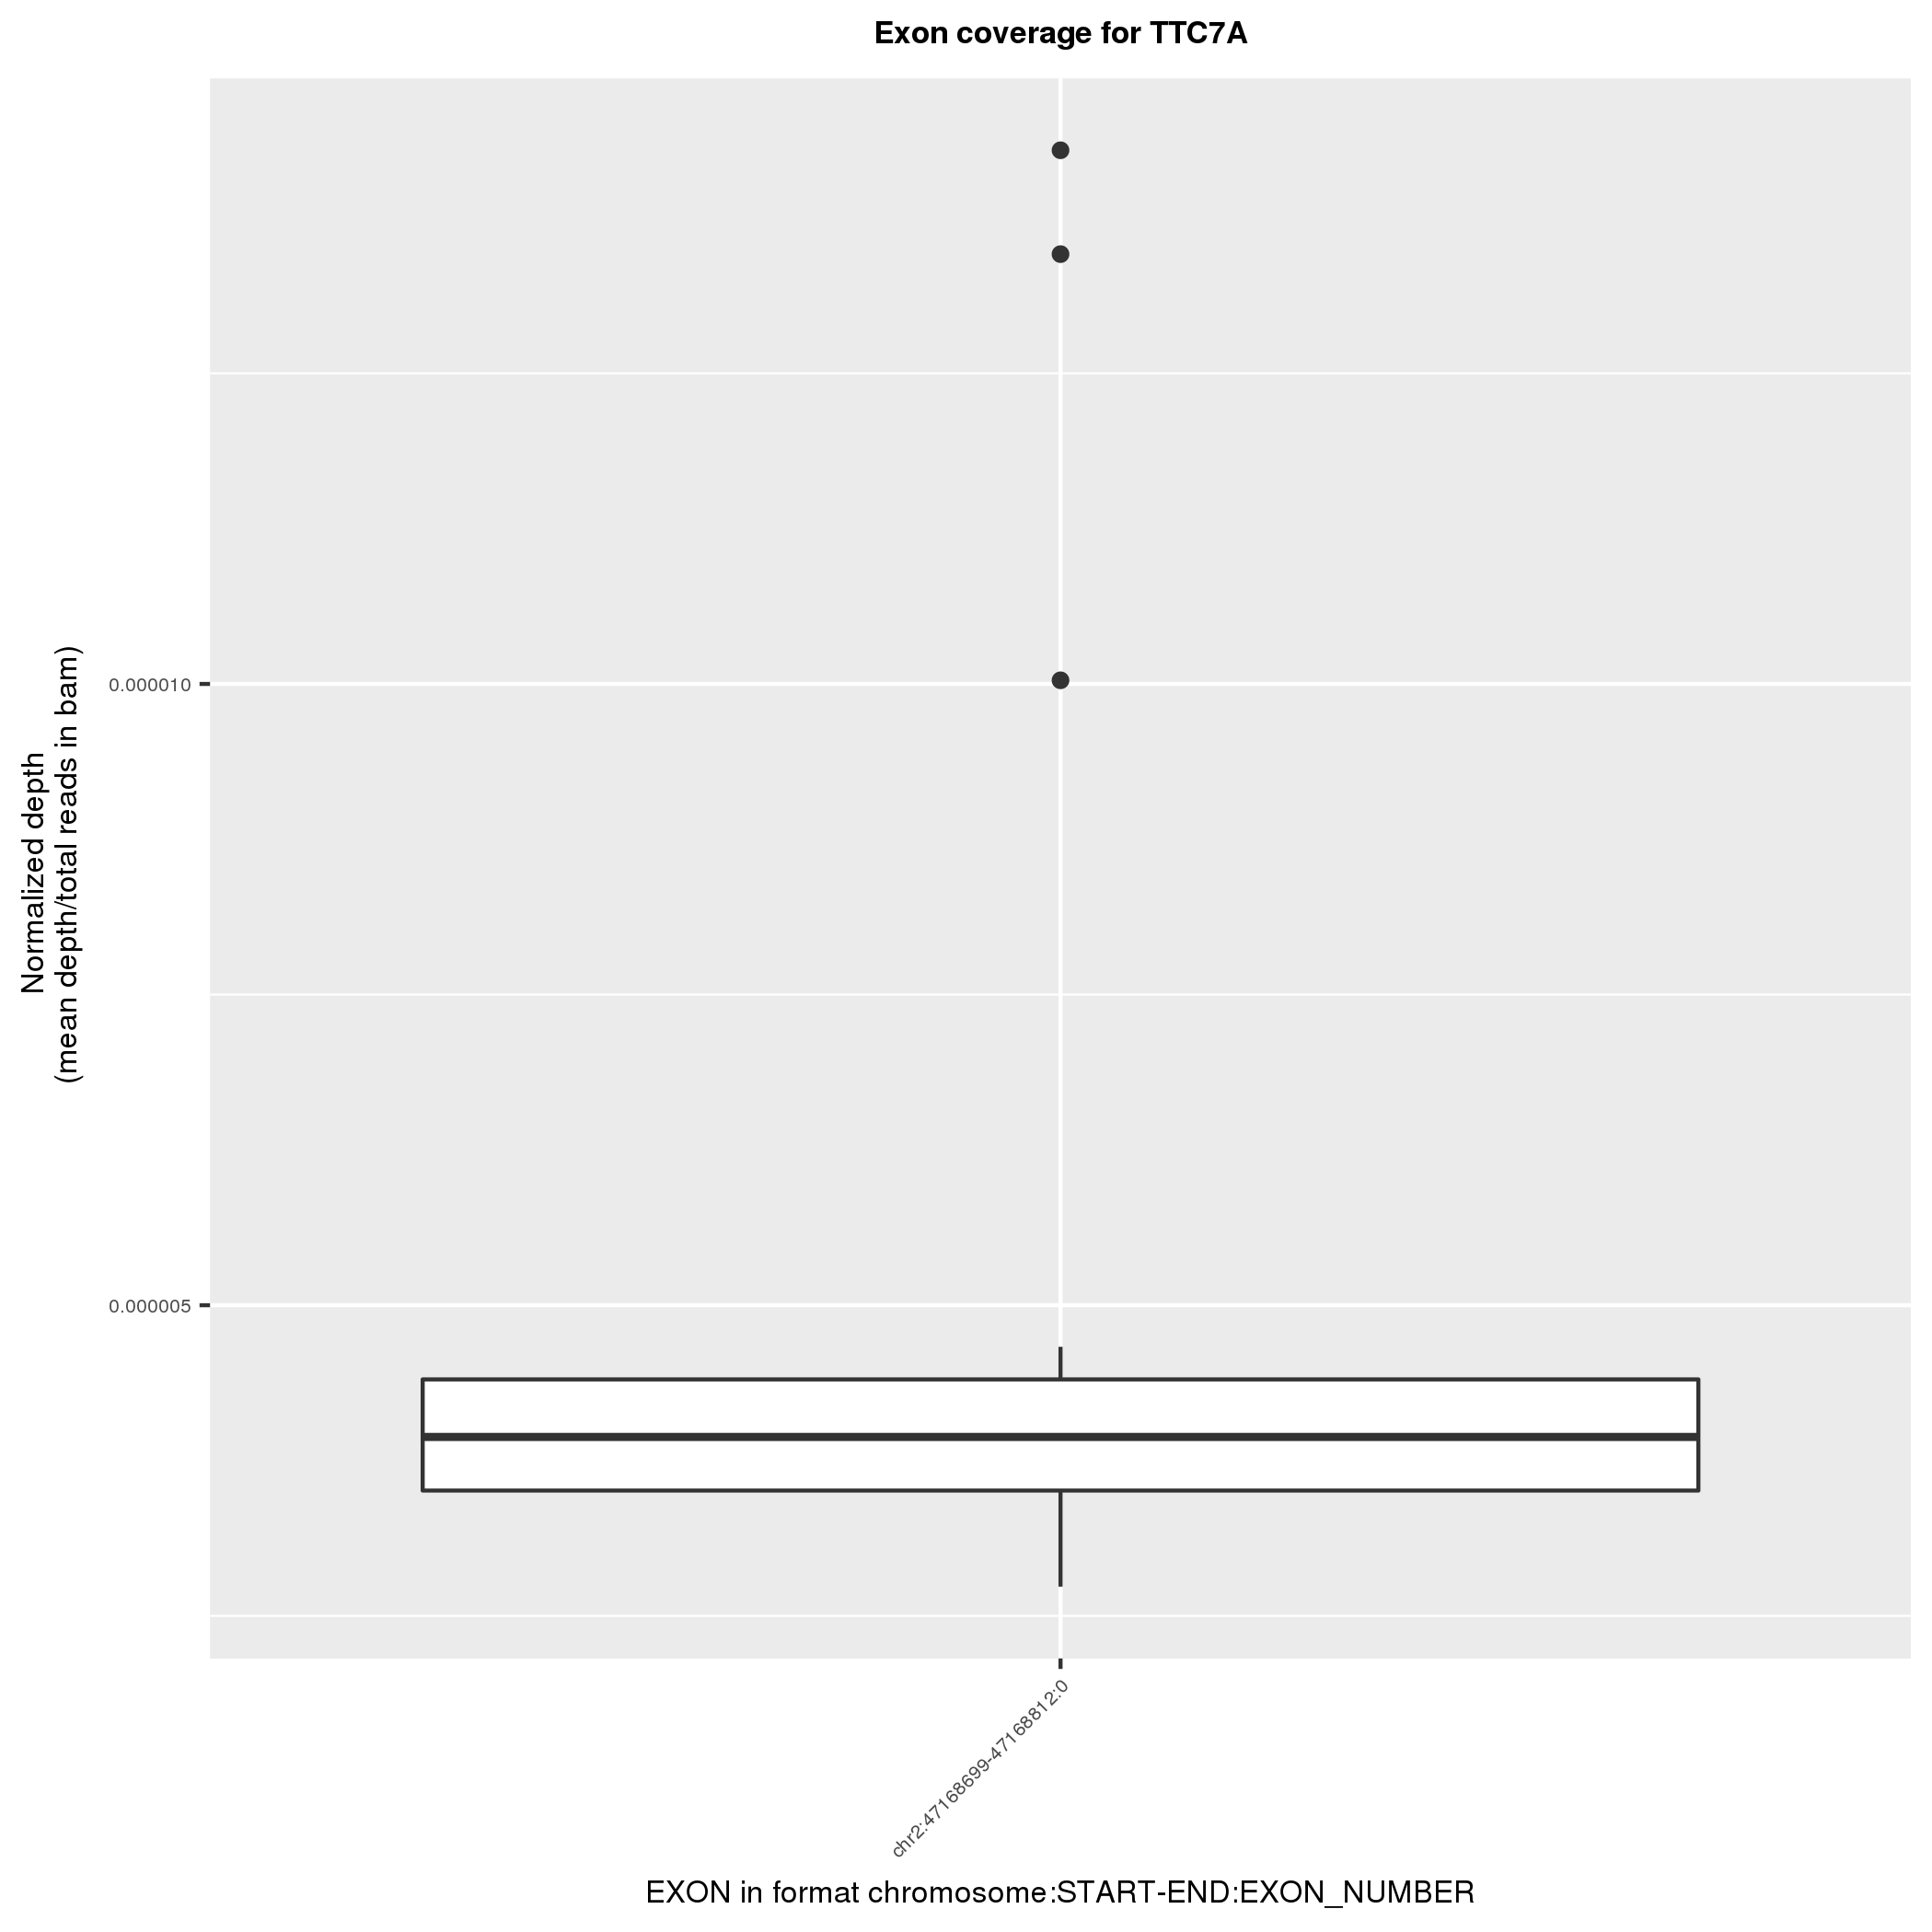 Exon coverage for TTC7A
Normalized depth
(mean depth/total reads in bam)
0.000010
0.000005
chr2:47168699-47168812:0
EXON in format chromosome:START-END:EXON_NUMBER